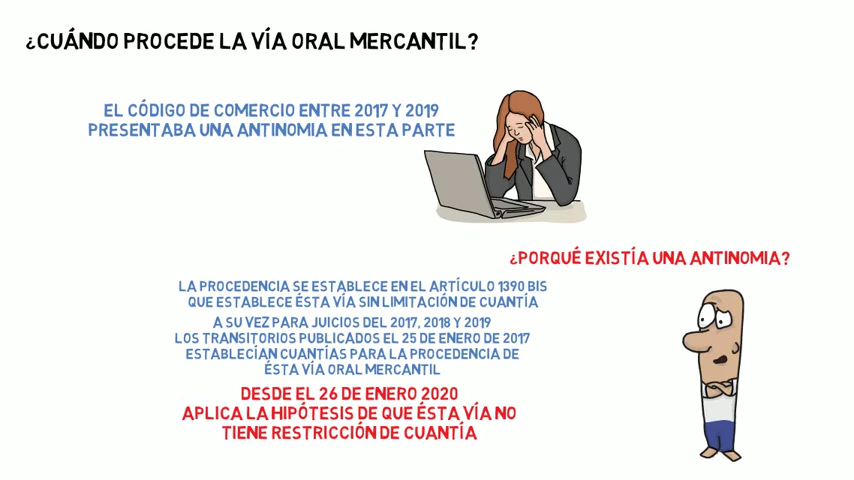 ¿CUÁNDO PROCEDE LA VÍA ORAL MERCANTIL?
EL CÓDIGO DE COMERCIO ENTRE 2017 Y 2019
PRESENTABA UNA ANTINOMIA EN ESTA PARTE
¿PORQUÉ EXISTÍA UNA ANTINOMIA?
LA PROCEDENCIA SE ESTABLECE EN EL ARTÍCULO 1390 BIS
QUE ESTABLECE ÉSTA VÍA SIN LIMITACIÓN DE CUANTÍA
A SU VEZ PARA JUICIOS DEL 2017, 2018 Y 2019
LOS TRANSITORIOS PUBLICADOS EL 25 DE ENERO DE 2017
ESTABLECÍAN CUANTÍAS PARA LA PROCEDENCIA DE
ÉSTA VÍA ORAL MERCANTIL
DESDE EL 26 DE ENERO 2020
APLICA LA HIPÓTESIS DE QUE ÉSTA VÍA NO
TIENE RESTRICCIÓN DE CUANTÍA